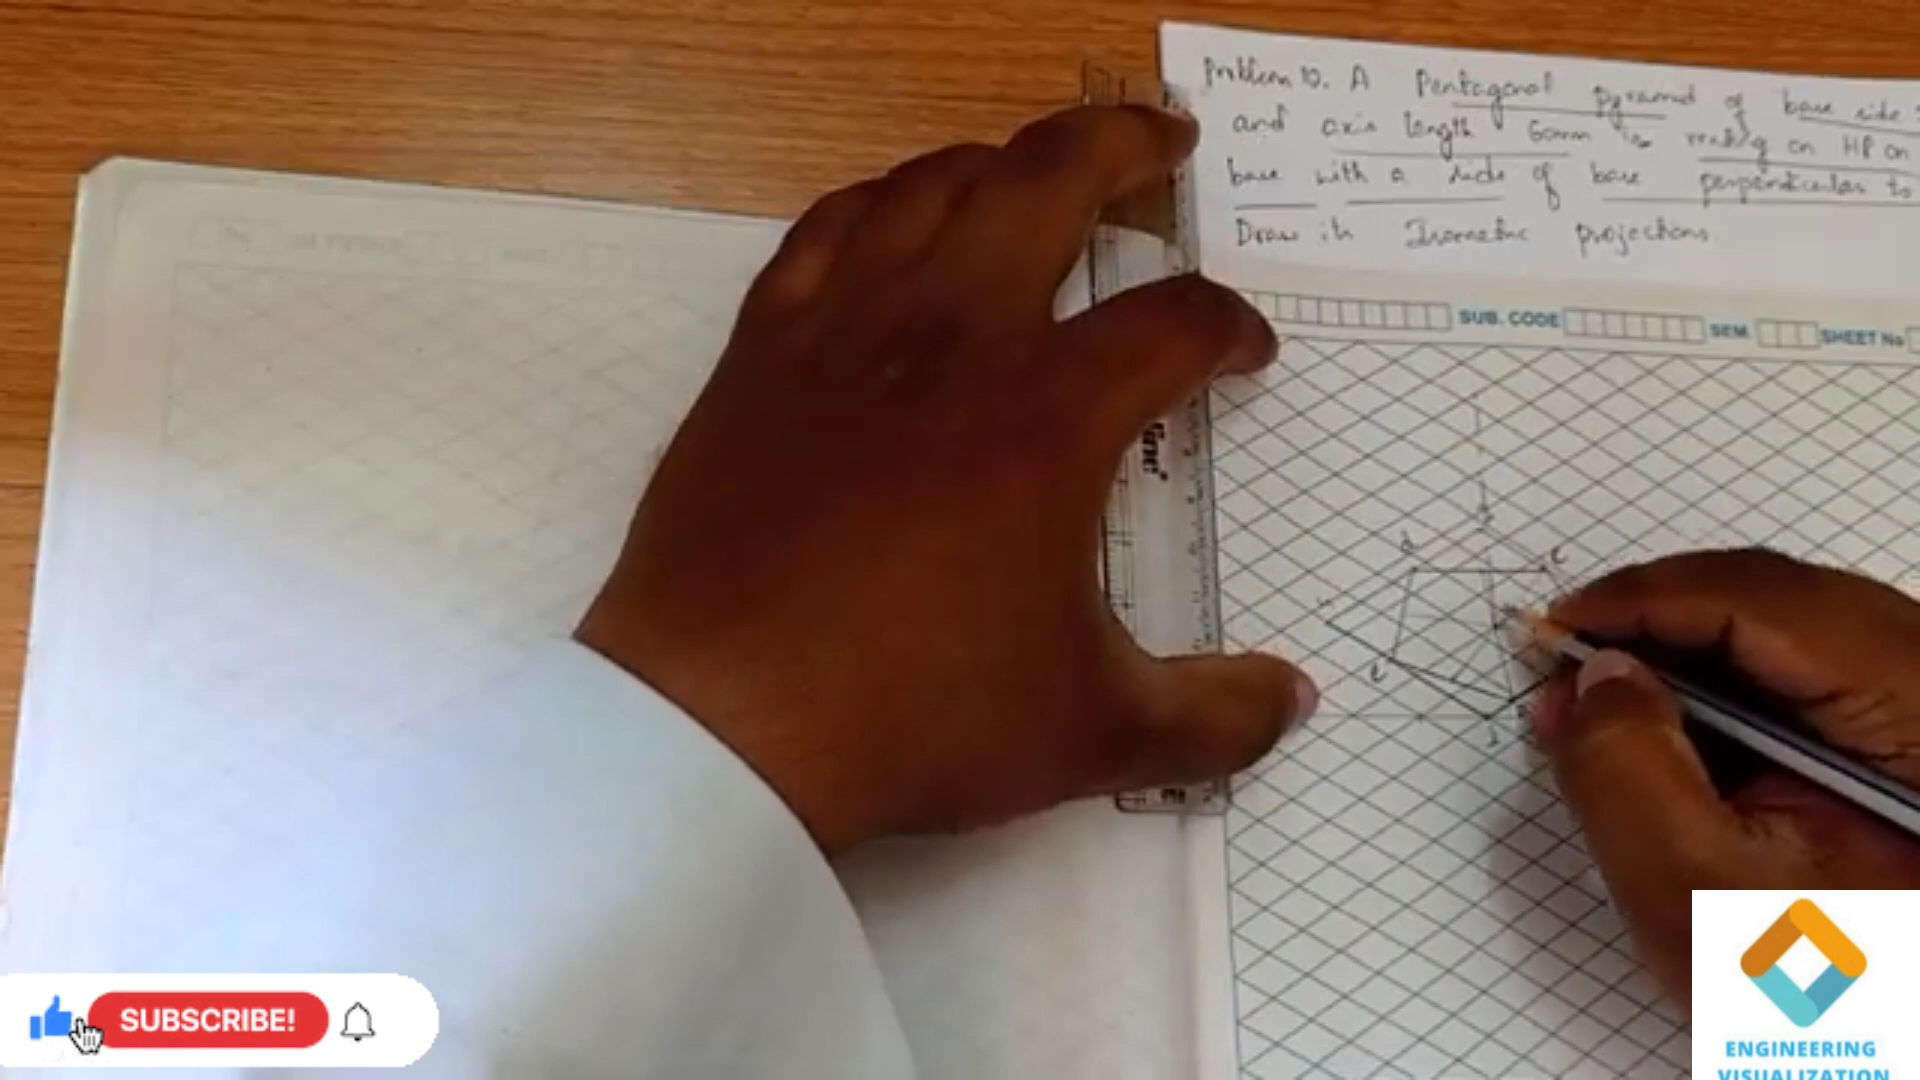 Problem 10. A Pentagonal pyramid of base side
and axis length 60mm is resting on HP on
base with a side of base perpendicular to
Draw its Isometric projections
SUB. CODE SEM. SHEET No
d
c
e
1
SUBSCRIBE!
ENGINEERING
VISUALIZATION